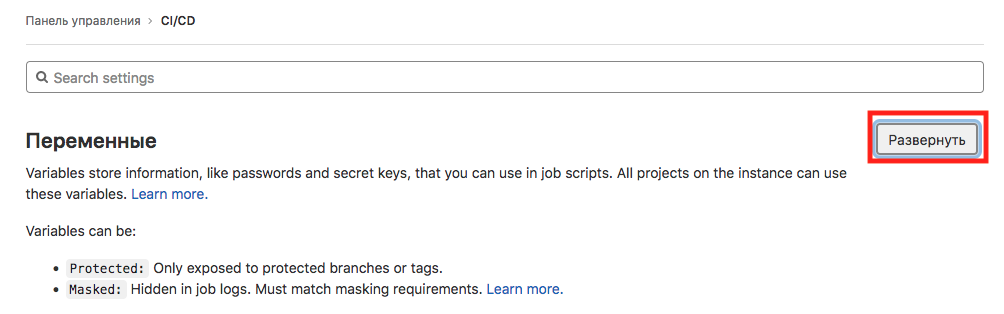 Панель управления › CI/CD
Search settings
Переменные
Развернуть
Variables store information, like passwords and secret keys, that you can use in job scripts. All projects on the instance can use
these variables. Learn more.
Variables can be:
• Protected: Only exposed to protected branches or tags.
• Masked: Hidden in job logs. Must match masking requirements. Learn more.